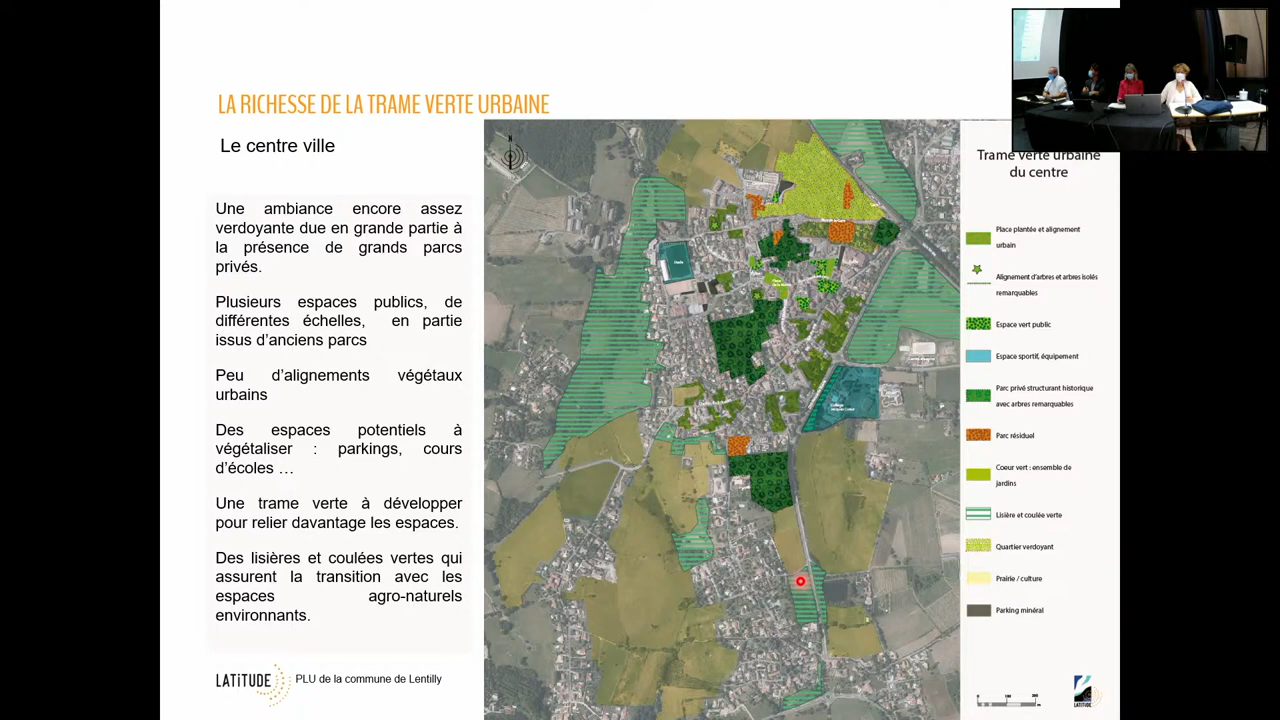 LA RICHESSE DE LA TRAME VERTE URBAINE
Le centre ville
Une ambiance encore assez
verdoyante due en grande partie à
la présence de grands parcs
privés.
Plusieurs espaces publics, de
différentes échelles, en partie
issus d'anciens parcs
Peu d'alignements végétaux
urbains
Des espaces potentiels à
végétaliser : parkings, cours
d'écoles …
Une trame verte à développer
pour relier davantage les espaces.
Des lisières et coulées vertes qui
assurent la transition avec les
espaces agro-naturels
environnants.
LATITUDE
PLU de la commune de Lentilly
N
Stade
Collège
Trame verte urbaine
du centre
Place plantée et alignement
urbain
Alignement d'arbres et arbres isolés
remarquables
Espace vert public
Espace sportif, équipement
Parc privé structurant historique
avec arbres remarquables
Parc résiduel
Coeur vert : ensemble de
jardins
Lisière et coulée verte
Quartier verdoyant
Prairie / culture
Parking minéral
0 100 200
m
LATITUDE